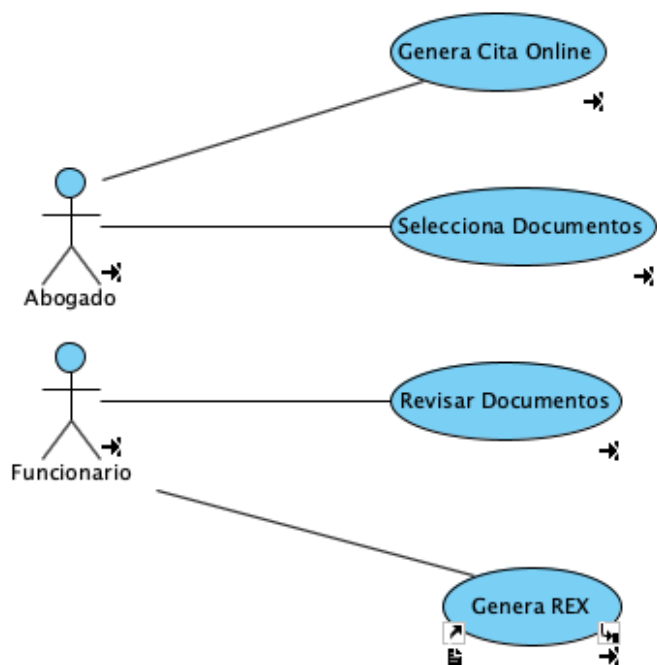 Genera Cita Online
Selecciona Documentos
Abogado
Revisar Documentos
Funcionario
Genera REX